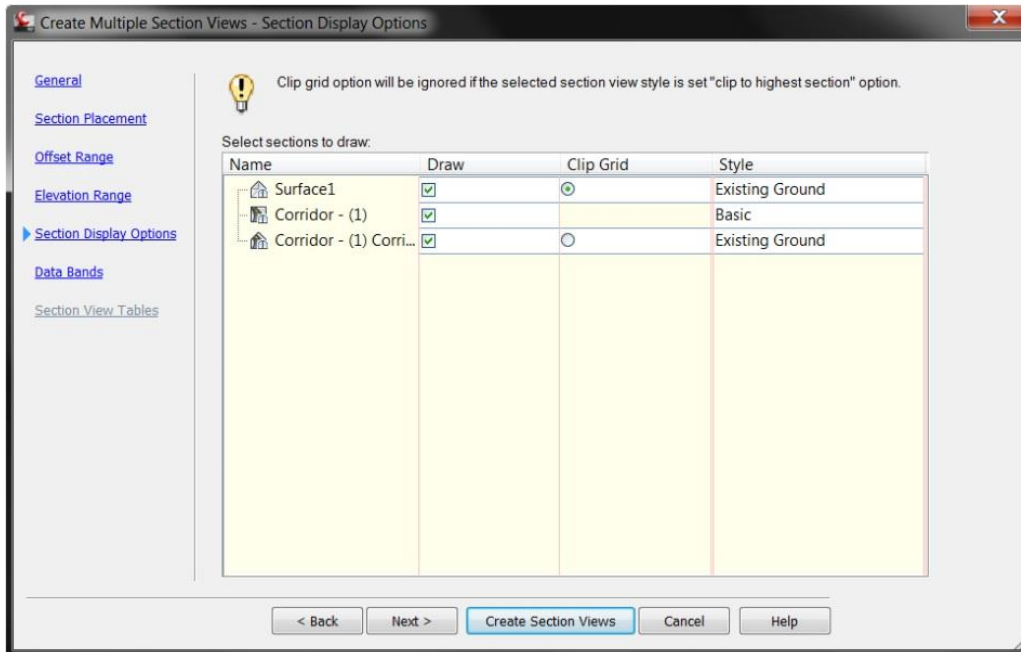 Create Multiple Section Views - Section Display Options
General
Section Placement
Offset Range
Elevation Range
Section Display Options
Data Bands
Section View Tables
Clip grid option will be ignored if the selected section view style is set "clip to highest section" option.
Select sections to draw:
Name Draw Clip Grid Style
Surface1 Existing Ground
Corridor - (1) Basic
Corridor - (1) Corri... Existing Ground
< Back Next > Create Section Views Cancel Help